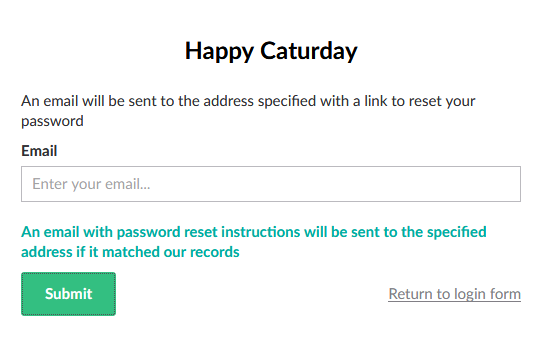 Happy Caturday
An email will be sent to the address specified with a link to reset your
password
Email
Enter your email...
An email with password reset instructions will be sent to the specified
address if it matched our records
Submit
Return to login form